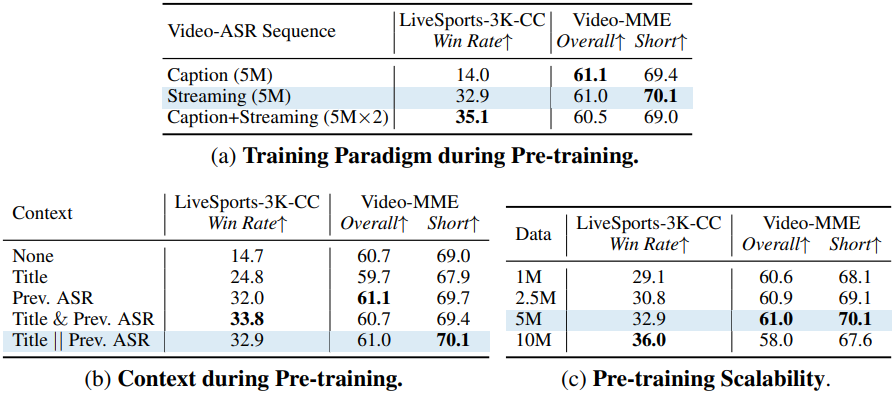 Video-ASR Sequence LiveSports-3K-CC Video-MME
Win Rate↑ Overall↑ Short↑
Caption (5M) 14.0 61.1 69.4
Streaming (5M) 32.9 61.0 70.1
Caption+Streaming (5M×2) 35.1 60.5 69.0
(a) Training Paradigm during Pre-training.
Context LiveSports-3K-CC Video-MME
Win Rate↑ Overall↑ Short↑
None 14.7 60.7 69.0
Title 24.8 59.7 67.9
Prev. ASR 32.0 61.1 69.7
Title & Prev. ASR 33.8 60.7 69.4
Title || Prev. ASR 32.9 61.0 70.1
(b) Context during Pre-training.
Data LiveSports-3K-CC Video-MME
Win Rate↑ Overall↑ Short↑
1M 29.1 60.6 68.1
2.5M 30.8 60.9 69.1
5M 32.9 61.0 70.1
10M 36.0 58.0 67.6
(c) Pre-training Scalability.